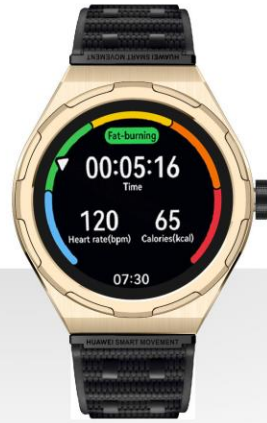 HUAWEI SMART MOVEMENT
Fat-burning
00:05:16
Time
120 65
Heart rate(bpm) Calories(kcal)
07:30
HUAWEI SMART MOVEMENT